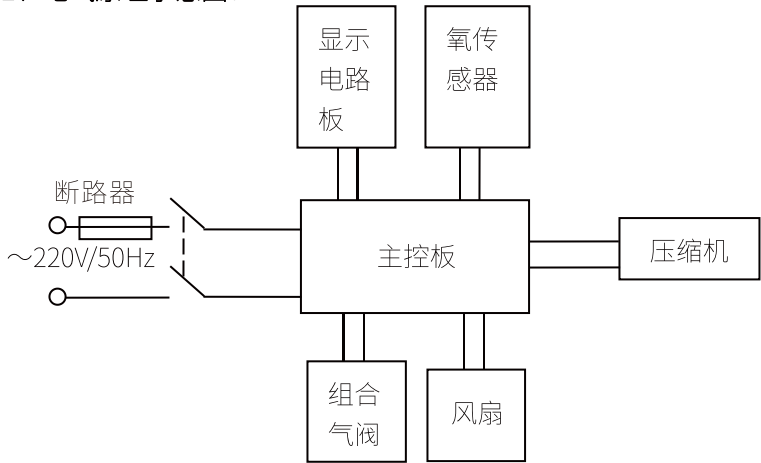 显示
电路
板
氧传
感器
断路器
～220V/50Hz
主控板
压缩机
组合
气阀
风扇